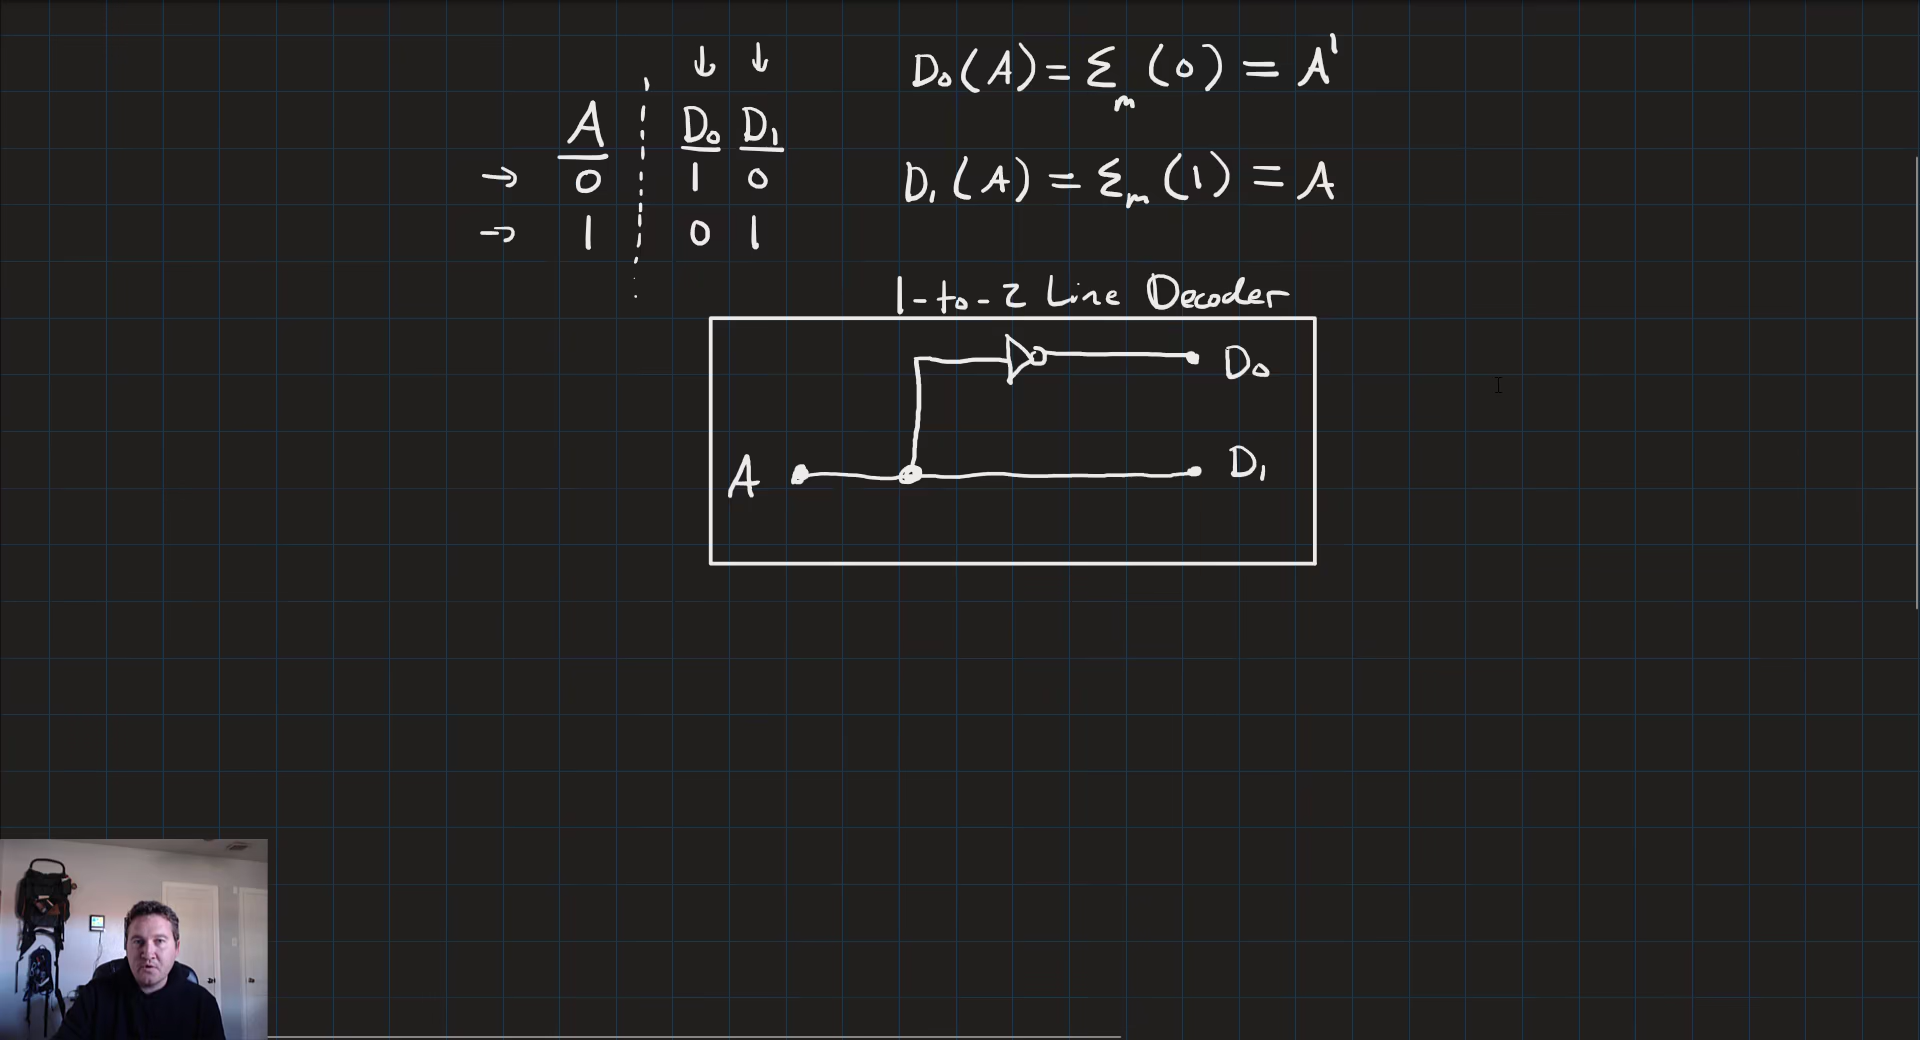 ↓ ↓
A D₀ D₁
→ 0 1 0
→ 1 0 1
D₀(A) = Σm (0) = A'
D₁(A) = Σm (1) = A
1-to-2 Line Decoder
D₀
A D₁